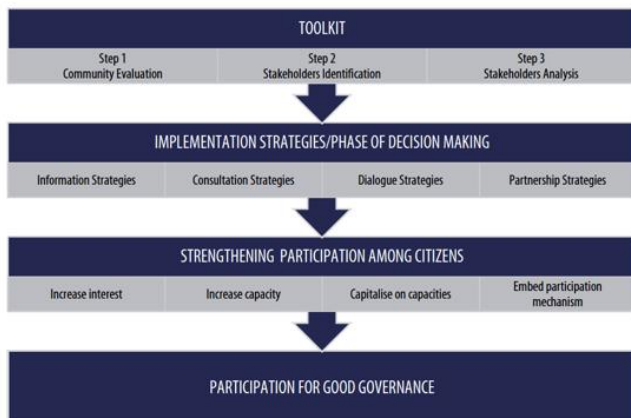 TOOLKIT
Step 1
Community Evaluation
Step 2
Stakeholders Identification
Step 3
Stakeholders Analysis
IMPLEMENTATION STRATEGIES/PHASE OF DECISION MAKING
Information Strategies
Consultation Strategies
Dialogue Strategies
Partnership Strategies
STRENGTHENING PARTICIPATION AMONG CITIZENS
Increase interest
Increase capacity
Capitalise on capacities
Embed participation
mechanism
PARTICIPATION FOR GOOD GOVERNANCE